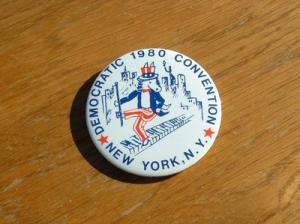 DEMOCRATIC 1980 CONVENTION
NEW YORK, N.Y.